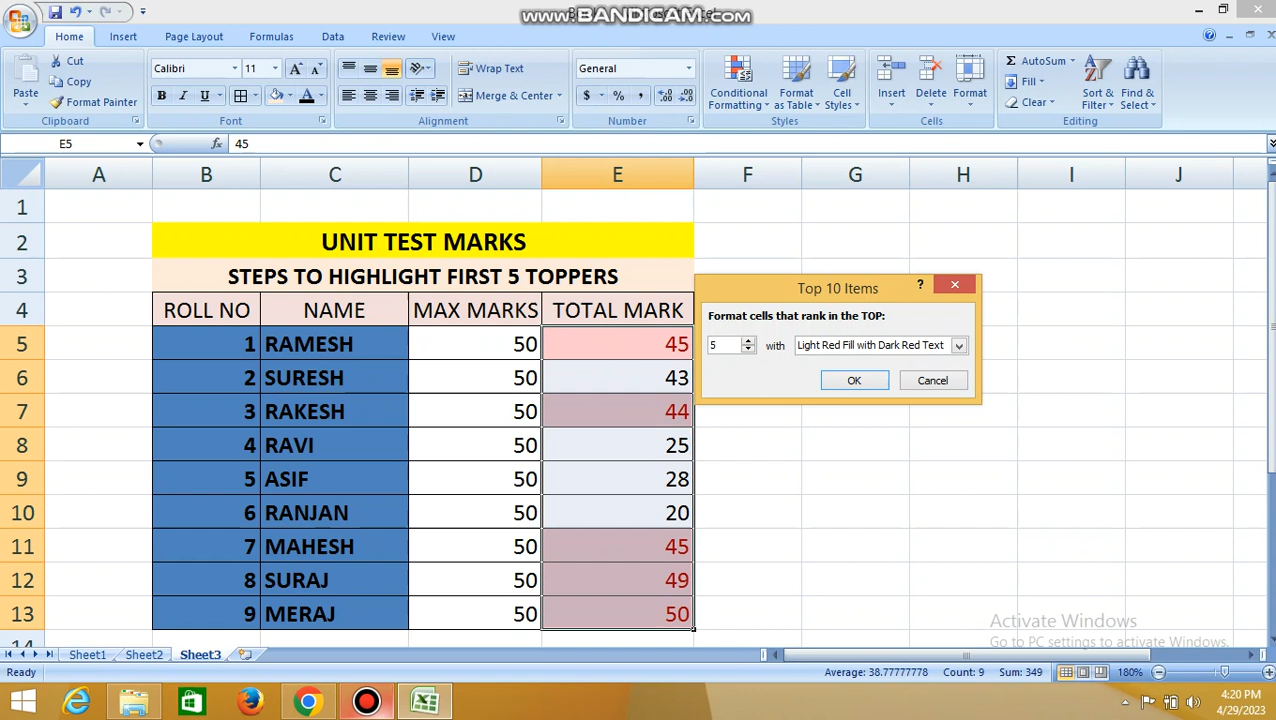 www.BANDICAM.com
Home Insert Page Layout Formulas Data Review View
Paste
Cut
Copy
Format Painter
Clipboard
Calibri 11
B I U A
Font
Wrap Text
Merge & Center
Alignment
General
$ % ,
Number
Conditional Formatting
Format as Table
Cell Styles
Styles
Insert Delete Format
Cells
Σ AutoSum
Fill
Clear
Sort & Filter
Find & Select
Editing
E5 fx 45
A B C D E F G H I J
1
2 UNIT TEST MARKS
3 STEPS TO HIGHLIGHT FIRST 5 TOPPERS
4 ROLL NO NAME MAX MARKS TOTAL MARK
5 1 RAMESH 50 45
6 2 SURESH 50 43
7 3 RAKESH 50 44
8 4 RAVI 50 25
9 5 ASIF 50 28
10 6 RANJAN 50 20
11 7 MAHESH 50 45
12 8 SURAJ 50 49
13 9 MERAJ 50 50
14
Top 10 Items ?
Format cells that rank in the TOP:
5 with Light Red Fill with Dark Red Text
OK Cancel
Activate Windows
Go to PC settings to activate Windows.
Sheet1 Sheet2 Sheet3
Ready Average: 38.77777778 Count: 9 Sum: 349 180%
4:20 PM
4/29/2023